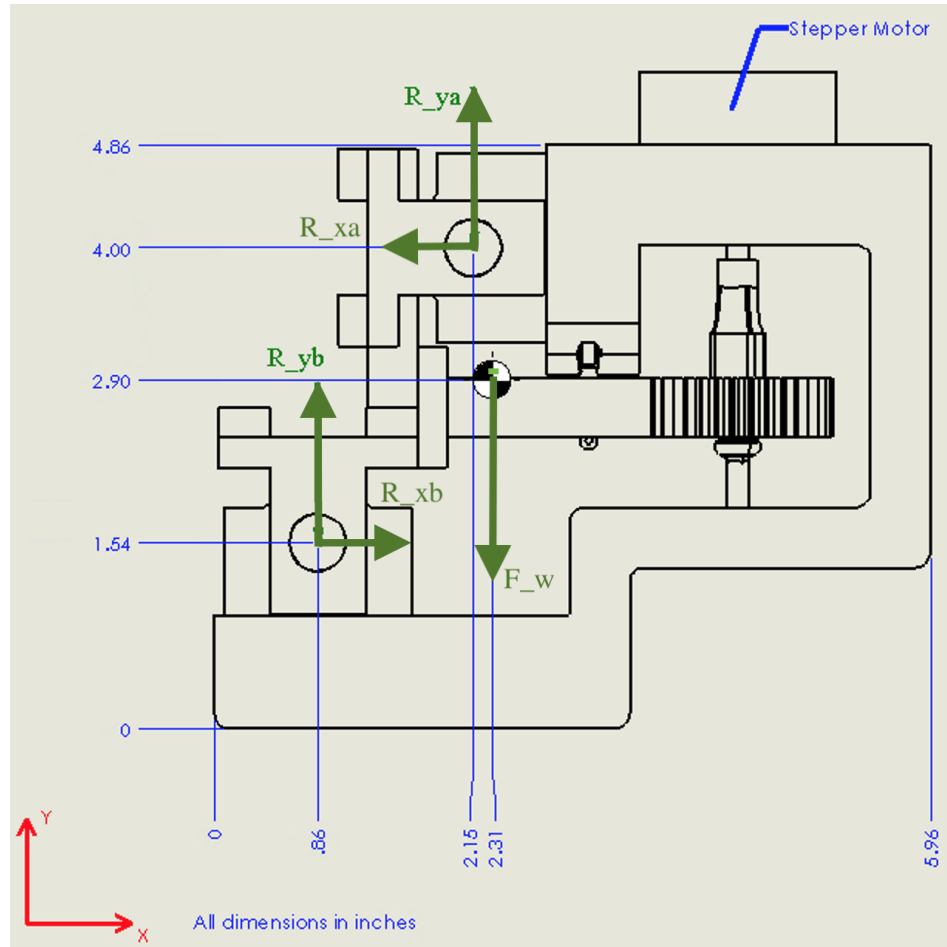 Stepper Motor
R_ya
4.86
R_xa
4.00
R_yb
2.90
R_xb
1.54
F_w
0
0
.86
2.15
2.31
5.96
Y
X
All dimensions in inches